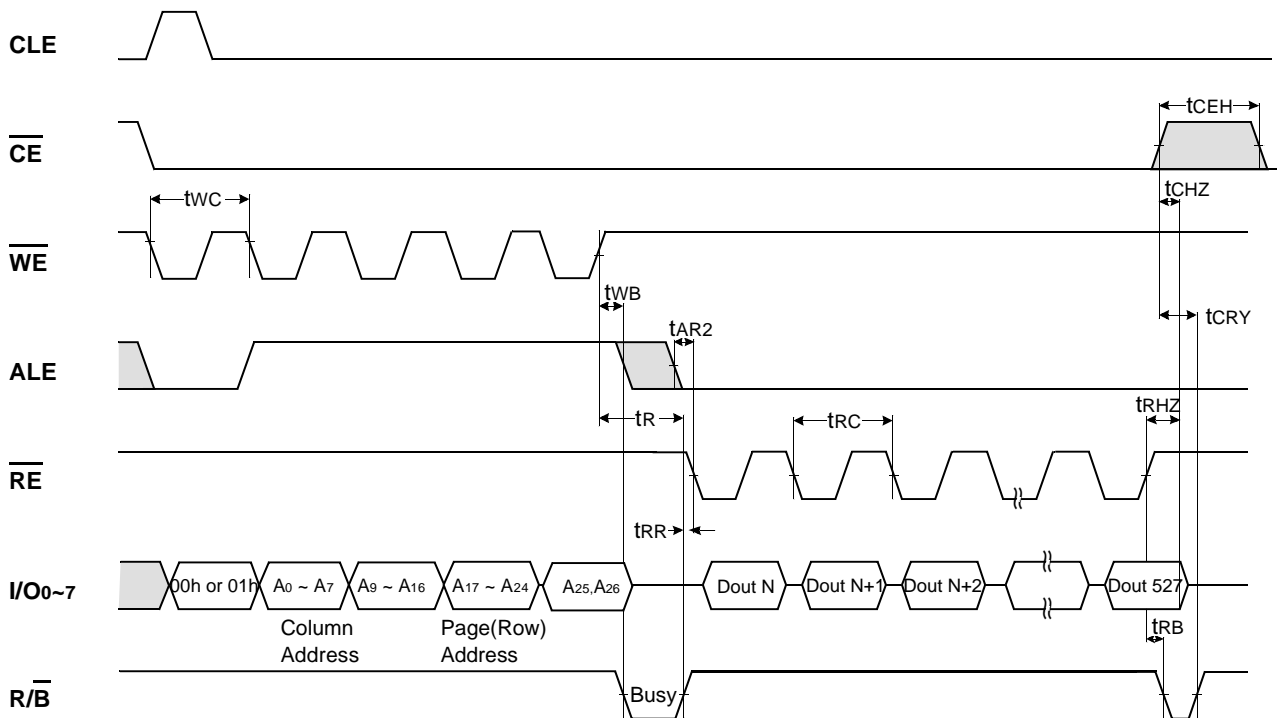 CLE
tCEH
CE
tCHZ
tWC
WE
tWB
tCRY
tAR2
ALE
tR
tRC
tRHZ
RE
tRR
I/O0~7
00h or 01h
A0 ~ A7
A9 ~ A16
A17 ~ A24
A25,A26
Dout N
Dout N+1
Dout N+2
Dout 527
Column
Address
Page(Row)
Address
tRB
R/B
Busy